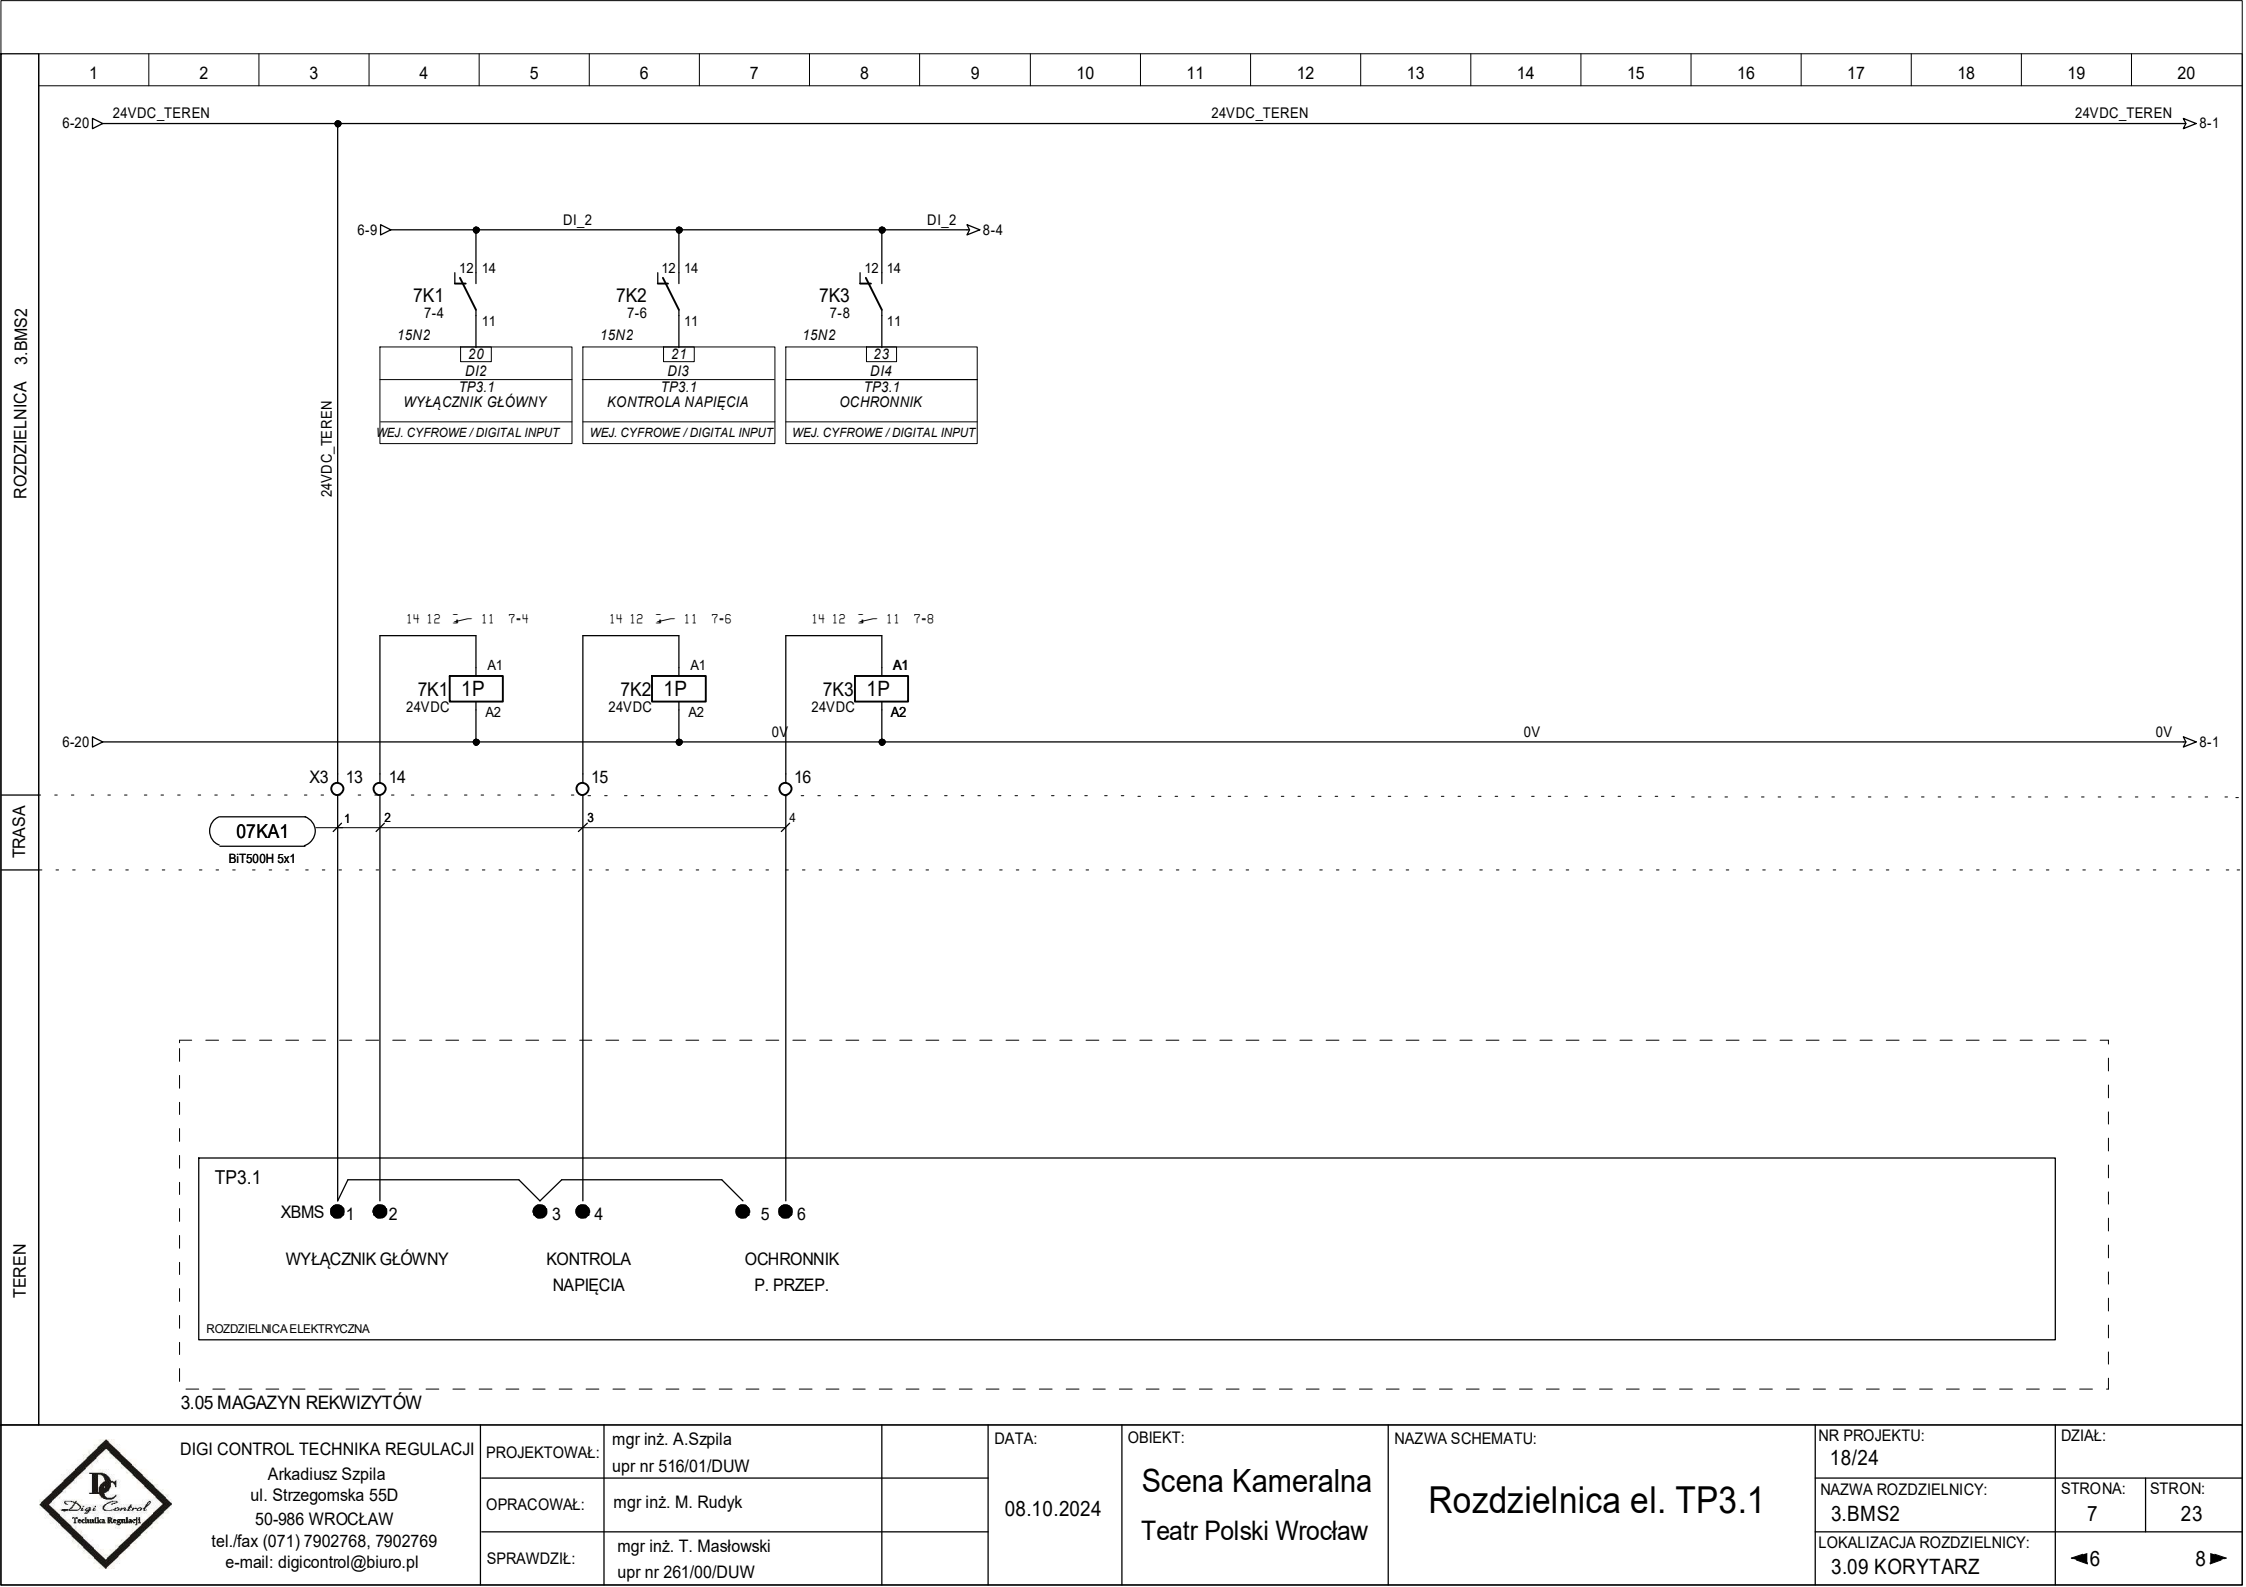 1 2 3 4 5 6 7 8 9 10 11 12 13 14 15 16 17 18 19 20
24VDC_TEREN 24VDC_TEREN 24VDC_TEREN
6-20 8-1
DI_2 DI_2
6-9 8-4
12 14 12 14 12 14
7K1 7K2 7K3
7-4 7-6 7-8
11 11 11
15N2 15N2 15N2
20 21 23
DI2 DI3 DI4
TP3.1 TP3.1 TP3.1
WYŁĄCZNIK GŁÓWNY KONTROLA NAPIĘCIA OCHRONNIK
WEJ. CYFROWE / DIGITAL INPUT WEJ. CYFROWE / DIGITAL INPUT WEJ. CYFROWE / DIGITAL INPUT
ROZDZIELNICA 3.BMS2
24VDC_TEREN
14 12 11 7-4 14 12 11 7-6 14 12 11 7-8
A1 A1 A1
7K1 1P 7K2 1P 7K3 1P
24VDC 24VDC 24VDC
A2 A2 A2
0V 0V 0V
6-20 8-1
X3 13 14 15 16
TRASA
1 2 3 4
07KA1
BiT500H 5x1
TEREN
TP3.1
XBMS 1 2 3 4 5 6
WYŁĄCZNIK GŁÓWNY KONTROLA OCHRONNIK
NAPIĘCIA P. PRZEP.
ROZDZIELNICA ELEKTRYCZNA
3.05 MAGAZYN REKWIZYTÓW
DC
Digi Control
Technika Regulacji
DIGI CONTROL TECHNIKA REGULACJI
Arkadiusz Szpila
ul. Strzegomska 55D
50-986 WROCŁAW
tel./fax (071) 7902768, 7902769
e-mail: digicontrol@biuro.pl
PROJEKTOWAŁ:
mgr inż. A.Szpila
upr nr 516/01/DUW
OPRACOWAŁ:
mgr inż. M. Rudyk
SPRAWDZIŁ:
mgr inż. T. Masłowski
upr nr 261/00/DUW
DATA:
08.10.2024
OBIEKT:
Scena Kameralna
Teatr Polski Wrocław
NAZWA SCHEMATU:
Rozdzielnica el. TP3.1
NR PROJEKTU:
18/24
NAZWA ROZDZIELNICY:
3.BMS2
LOKALIZACJA ROZDZIELNICY:
3.09 KORYTARZ
DZIAŁ:
STRONA: STRON:
7 23
6 8